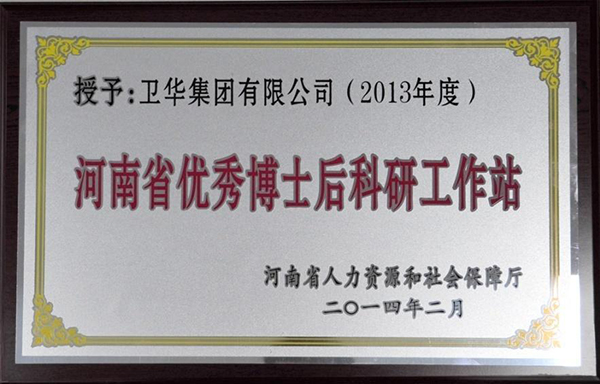 授予:卫华集团有限公司（2013年度）
河南省优秀博士后科研工作站
河南省人力资源和社会保障厅
二〇一四年二月